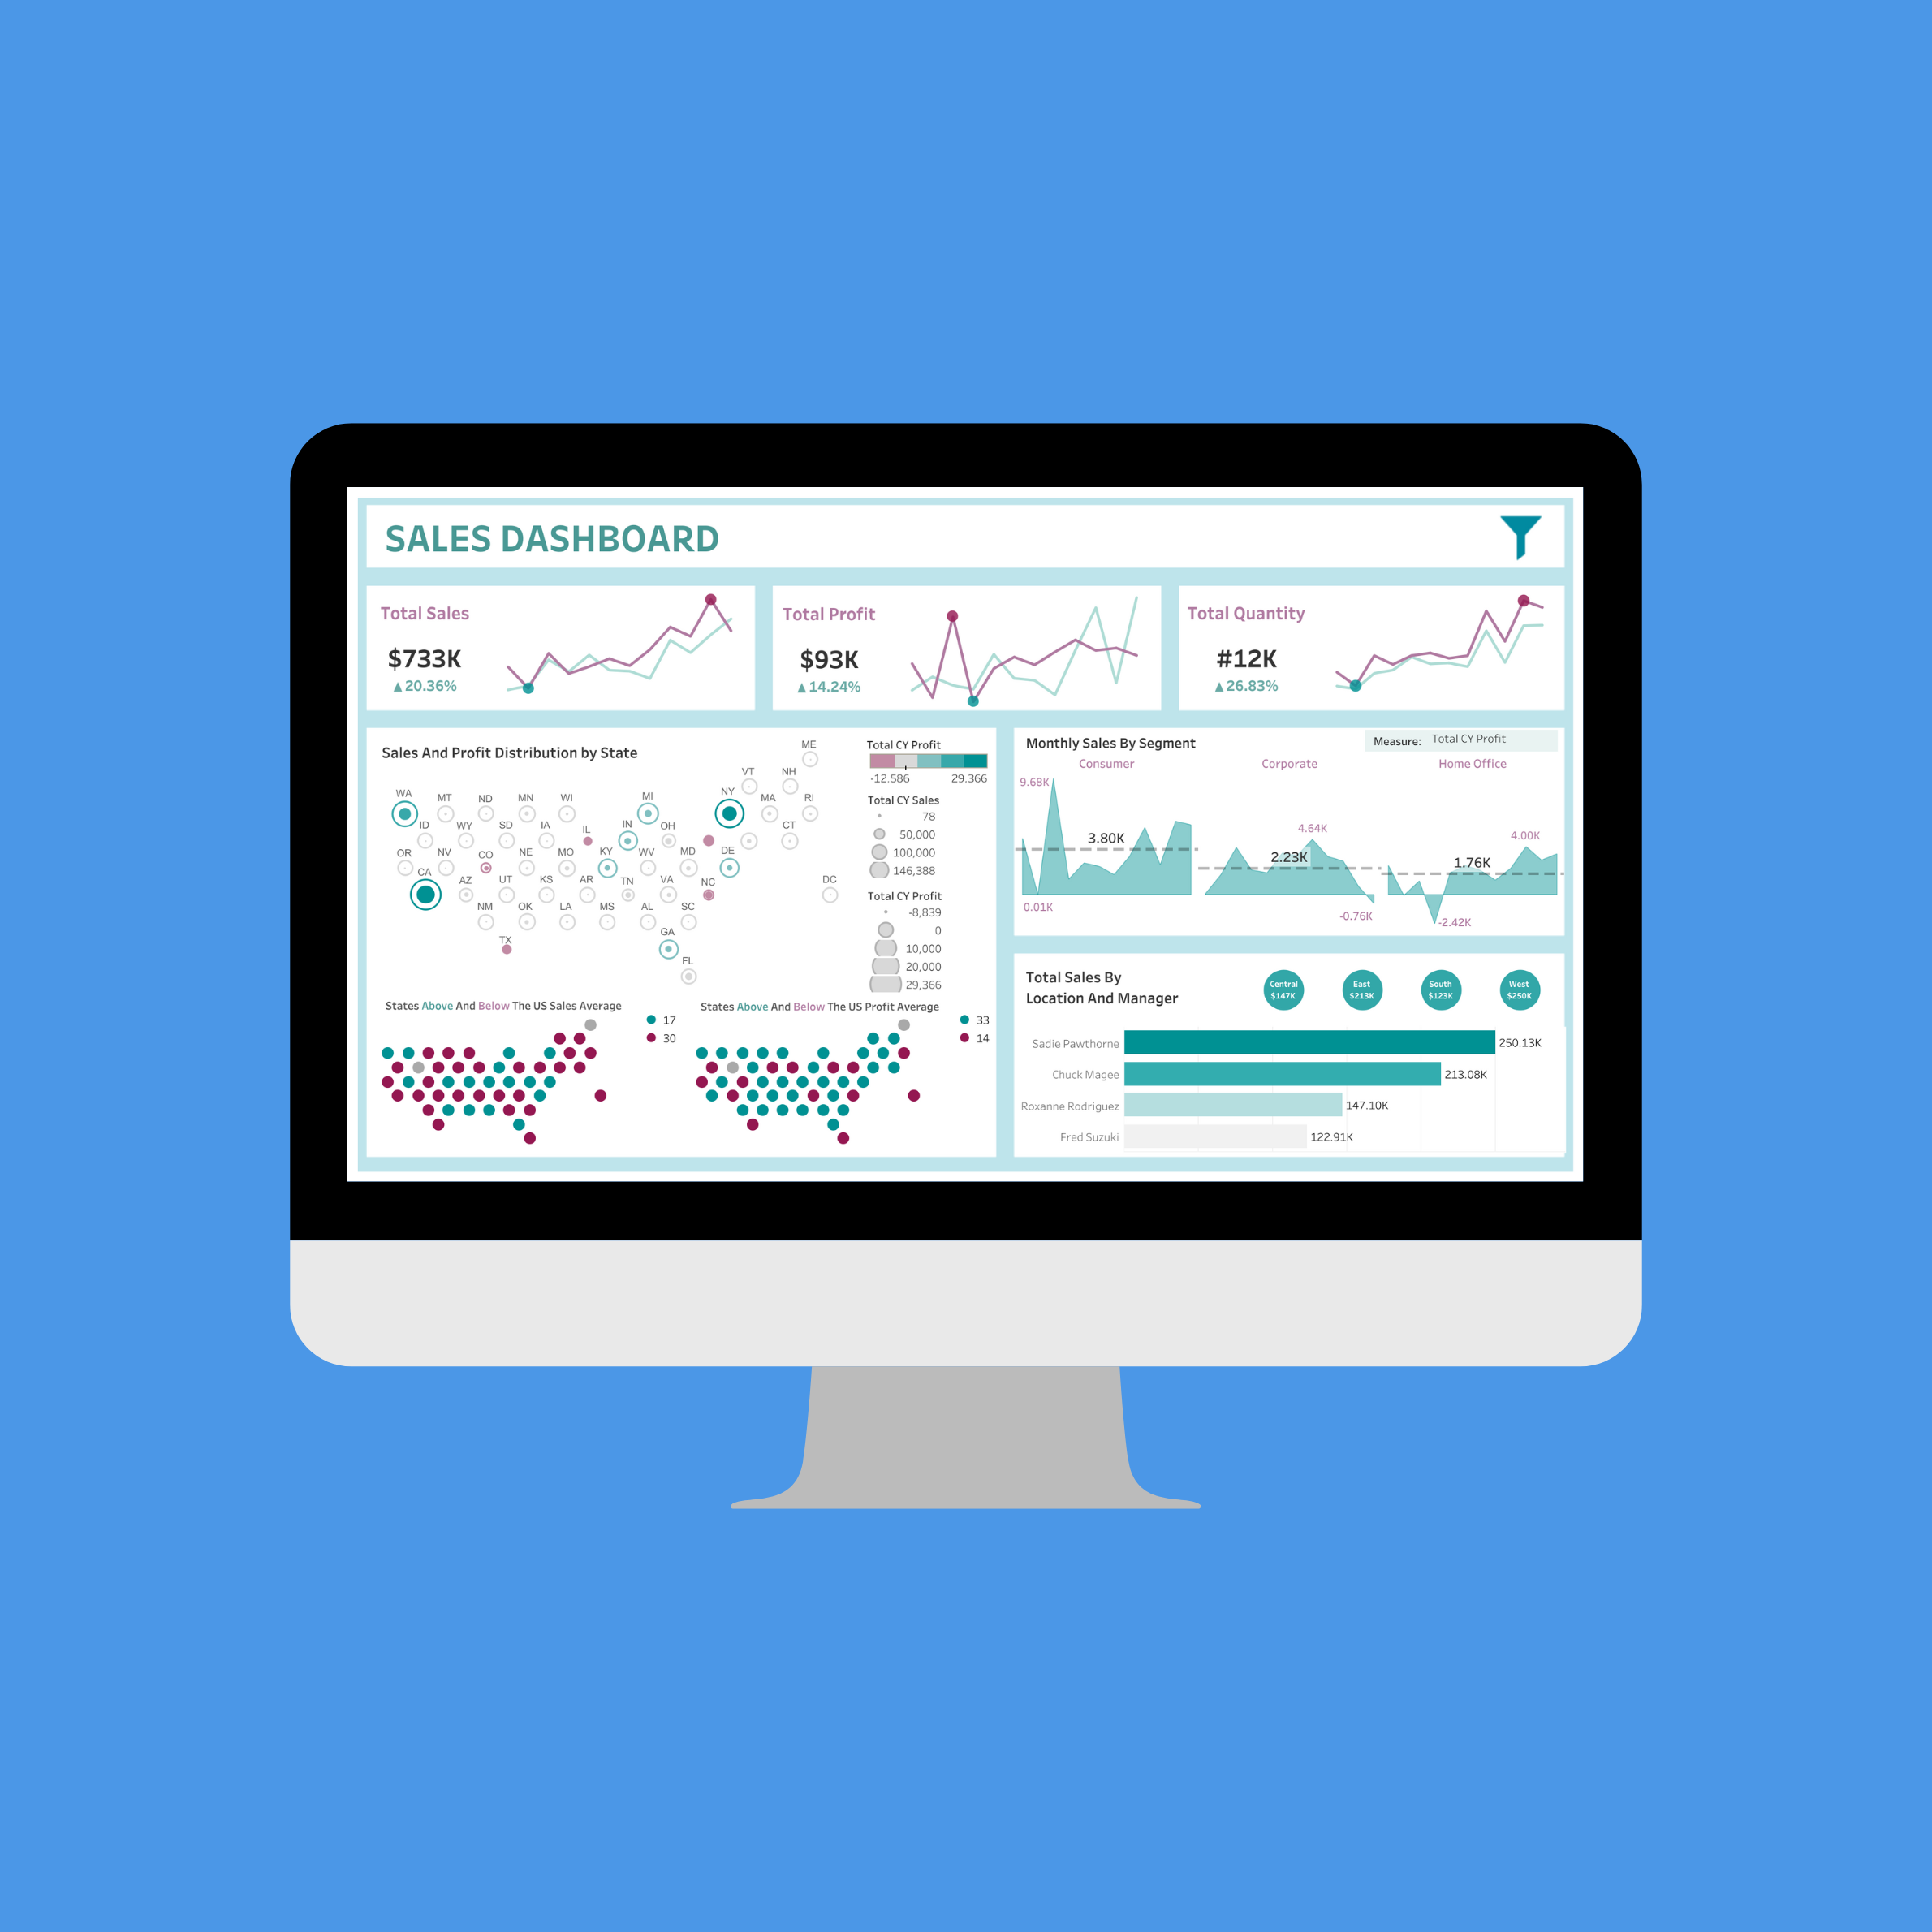 SALES DASHBOARD
Total Sales
$733K
▲20.36%
Total Profit
$93K
▲14.24%
Total Quantity
#12K
▲26.83%
Sales And Profit Distribution by State
ME
VT NH
WA MT ND MN WI MI NY MA RI
ID WY SD IA IL IN OH CT
OR NV CO NE MO KY WV MD DE
CA AZ UT KS AR TN VA NC DC
NM OK LA MS AL SC
TX GA
FL
Total CY Profit
-12.586 29.366
Total CY Sales
78
50,000
100,000
146,388
Total CY Profit
-8,839
0
10,000
20,000
29,366
States Above And Below The US Sales Average
17
30
States Above And Below The US Profit Average
33
14
Monthly Sales By Segment
Measure: Total CY Profit
Consumer Corporate Home Office
9.68K
3.80K
0.01K
4.64K
2.23K
-0.76K
4.00K
1.76K
-2.42K
Total Sales By
Location And Manager
Central
$147K
East
$213K
South
$123K
West
$250K
Sadie Pawthorne 250.13K
Chuck Magee 213.08K
Roxanne Rodriguez 147.10K
Fred Suzuki 122.91K